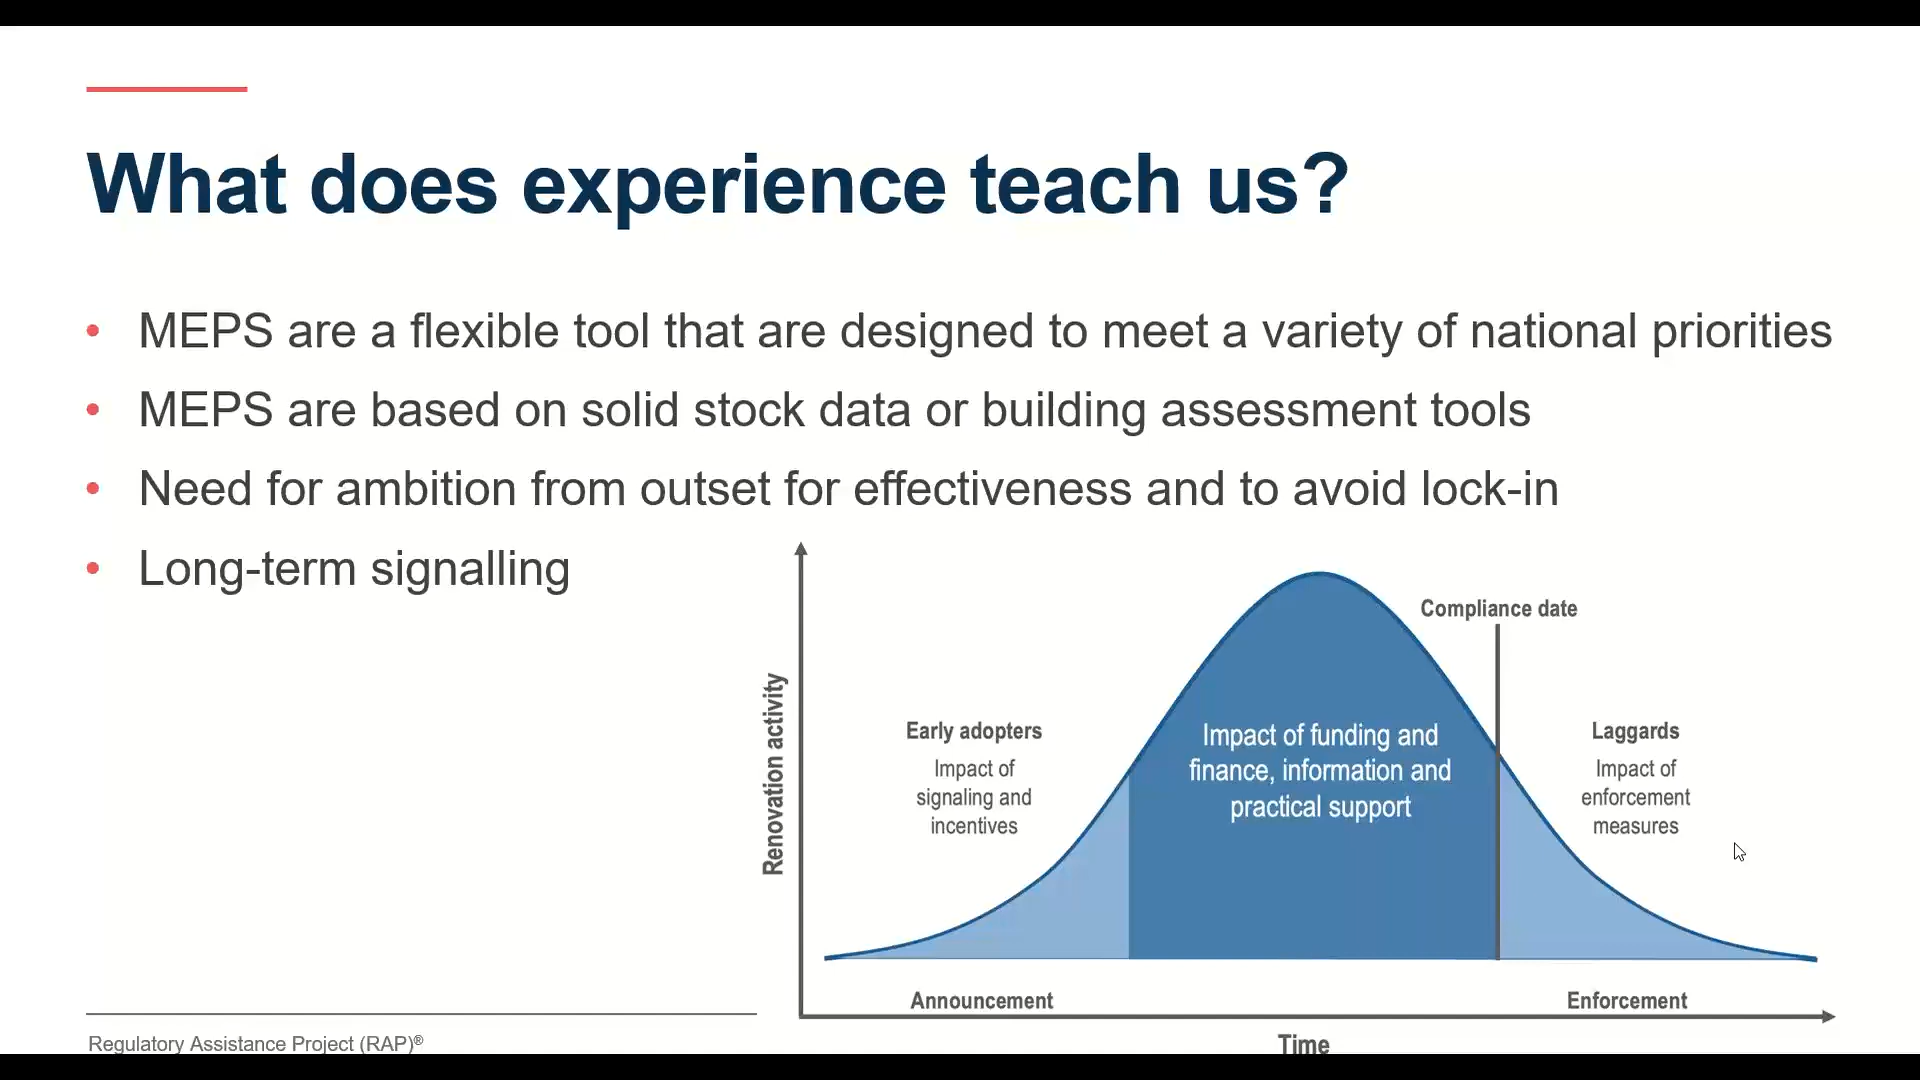 What does experience teach us?
• MEPS are a flexible tool that are designed to meet a variety of national priorities
• MEPS are based on solid stock data or building assessment tools
• Need for ambition from outset for effectiveness and to avoid lock-in
• Long-term signalling
Renovation activity
Early adopters
Impact of
signaling and
incentives
Impact of funding and
finance, information and
practical support
Compliance date
Laggards
Impact of
enforcement
measures
Announcement
Enforcement
Time
Regulatory Assistance Project (RAP)®